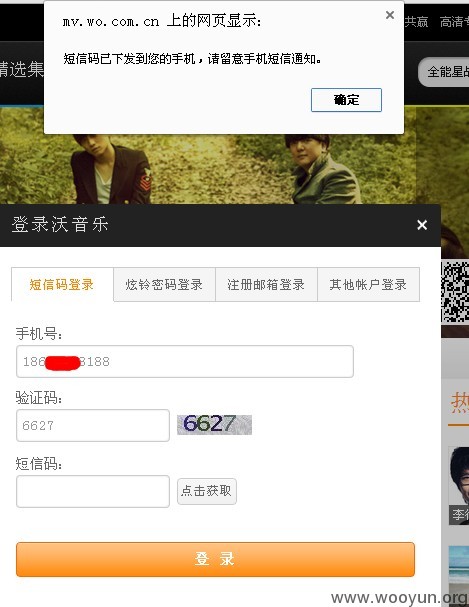 mv.wo.com.cn 上的网页显示:
短信码已下发到您的手机，请留意手机短信通知。
确定
共赢 高清专
精选集
全能星战
登录沃音乐
短信码登录 炫铃密码登录 注册邮箱登录 其他帐户登录
手机号:
186 8188
验证码:
6627 6627
短信码:
点击获取
登 录
热
李
www.wooyun.org